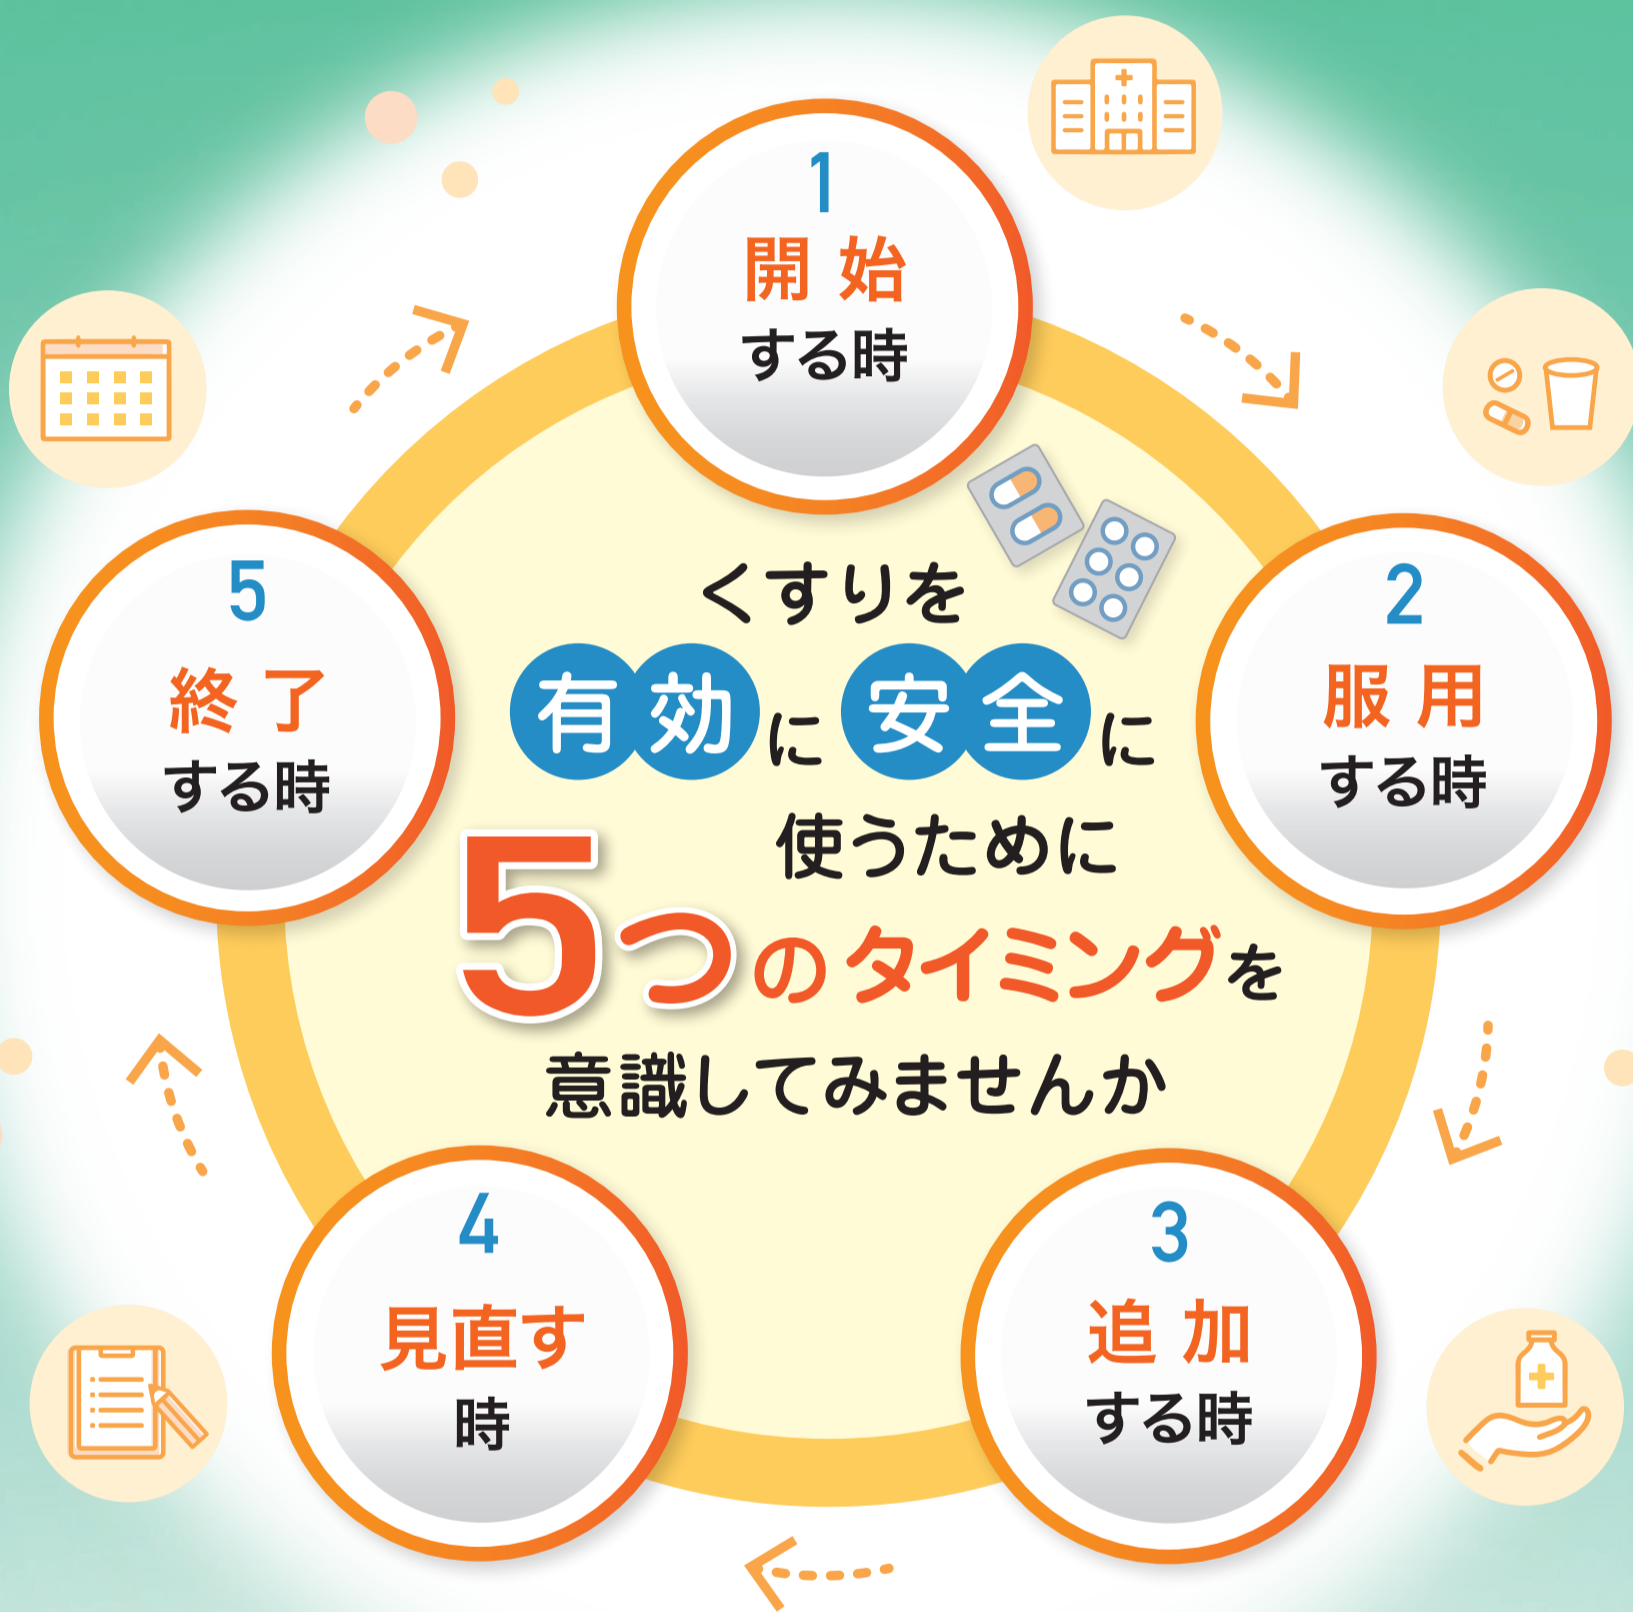 1
開始
する時
くすりを
有効に安全に
使うために
5つのタイミングを
意識してみませんか
2
服用
する時
3
追加
する時
4
見直す
時
5
終了
する時